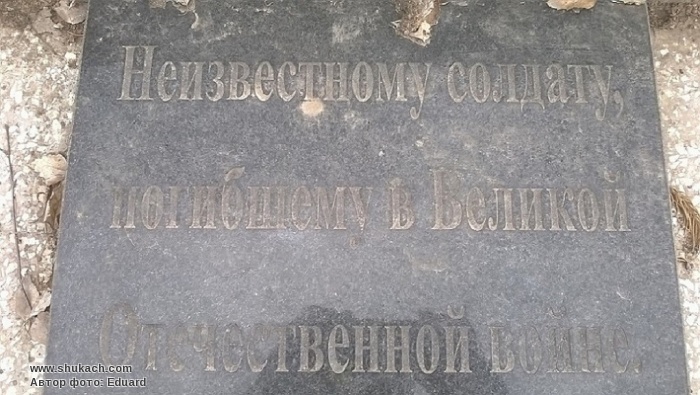 Неизвестному солдату,
погибшему в Великой
Отечественной войне.
www.shukach.com
Автор фото: Eduard